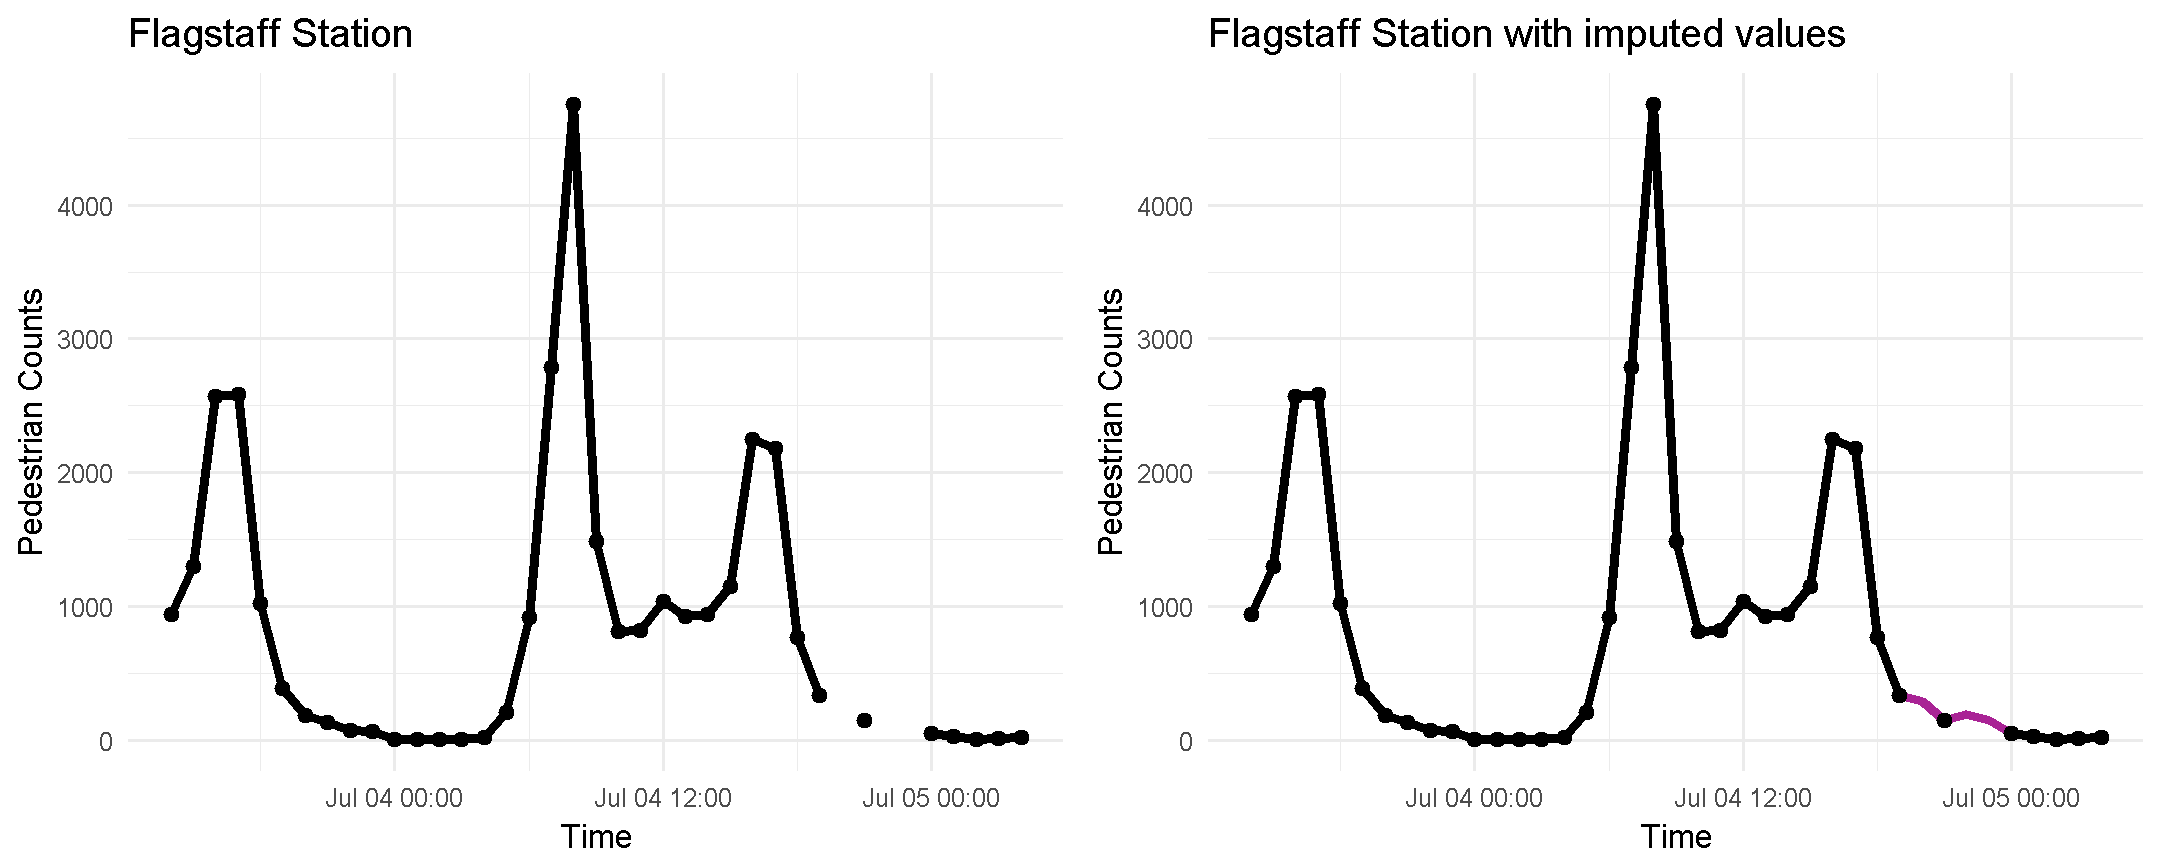 Flagstaff Station
Pedestrian Counts
4000
3000
2000
1000
0
Jul 04 00:00
Jul 04 12:00
Jul 05 00:00
Time
Flagstaff Station with imputed values
Pedestrian Counts
4000
3000
2000
1000
0
Jul 04 00:00
Jul 04 12:00
Jul 05 00:00
Time